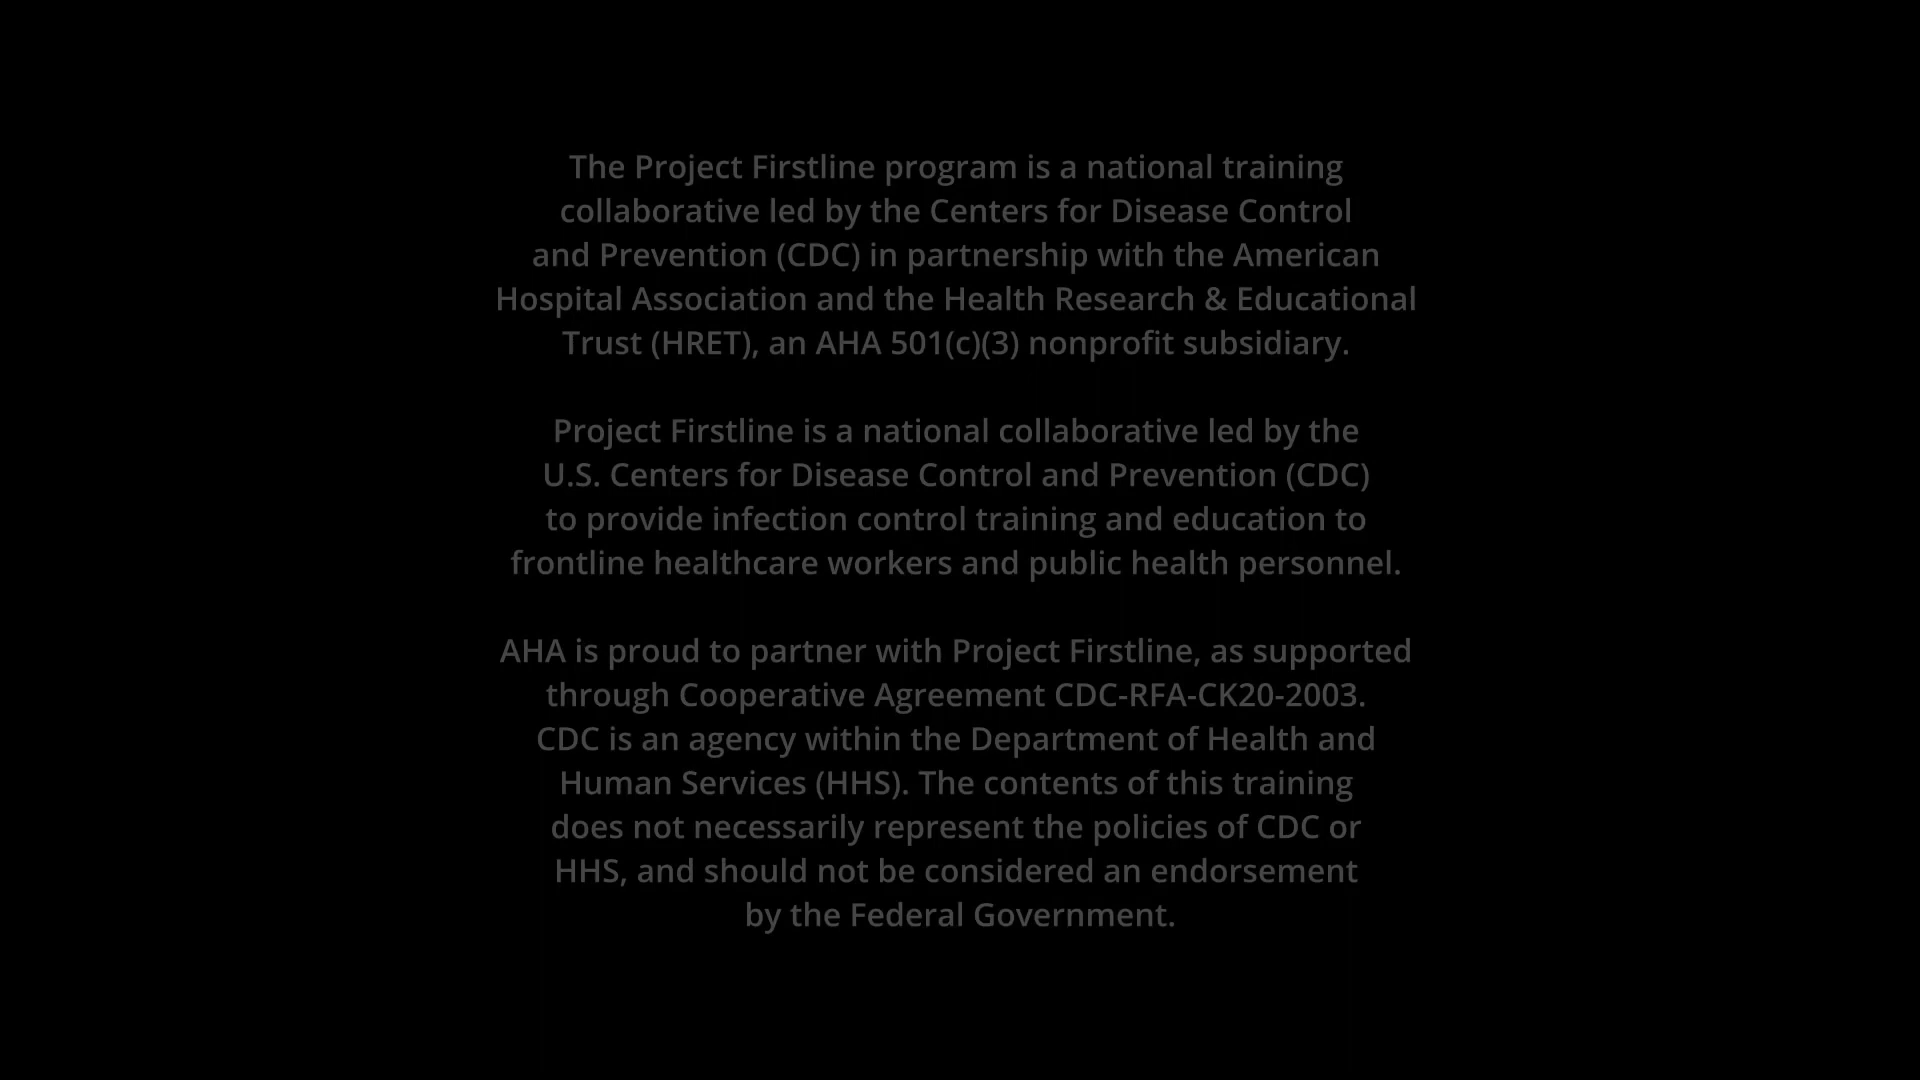 The Project Firstline program is a national training
collaborative led by the Centers for Disease Control
and Prevention (CDC) in partnership with the American
Hospital Association and the Health Research & Educational
Trust (HRET), an AHA 501(c)(3) nonprofit subsidiary.
Project Firstline is a national collaborative led by the
U.S. Centers for Disease Control and Prevention (CDC)
to provide infection control training and education to
frontline healthcare workers and public health personnel.
AHA is proud to partner with Project Firstline, as supported
through Cooperative Agreement CDC-RFA-CK20-2003.
CDC is an agency within the Department of Health and
Human Services (HHS). The contents of this training
does not necessarily represent the policies of CDC or
HHS, and should not be considered an endorsement
by the Federal Government.